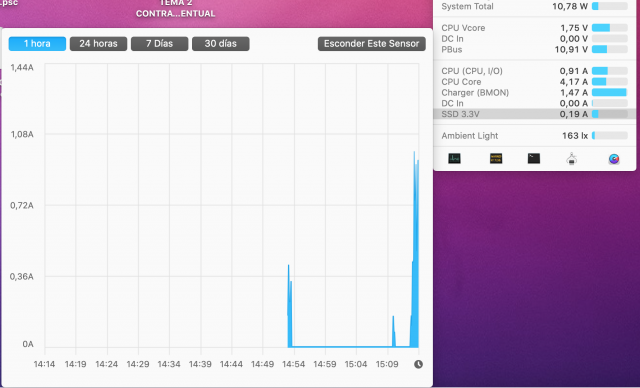 .psc
TEMA 2
CONTRA...ENTUAL
1 hora
24 horas
7 Días
30 días
Esconder Este Sensor
1,44A
1,08A
0,72A
0,36A
0A
14:14 14:19 14:24 14:29 14:34 14:39 14:44 14:49 14:54 14:59 15:04 15:09
System Total 10,78 W
CPU Vcore 1,75 V
DC In 0,00 V
PBus 10,91 V
CPU (CPU, I/O) 0,91 A
CPU Core 4,17 A
Charger (BMON) 1,47 A
DC In 0,00 A
SSD 3.3V 0,19 A
Ambient Light 163 lx